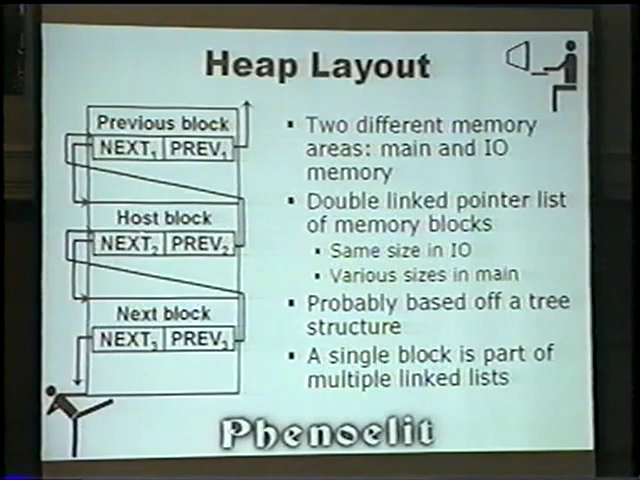 Heap Layout
Previous block
NEXT₁ PREV₁
Host block
NEXT₂ PREV₂
Next block
NEXT₃ PREV₃
▪ Two different memory
areas: main and IO
memory
▪ Double linked pointer list
of memory blocks
▪ Same size in IO
▪ Various sizes in main
▪ Probably based off a tree
structure
▪ A single block is part of
multiple linked lists
Phenoelit